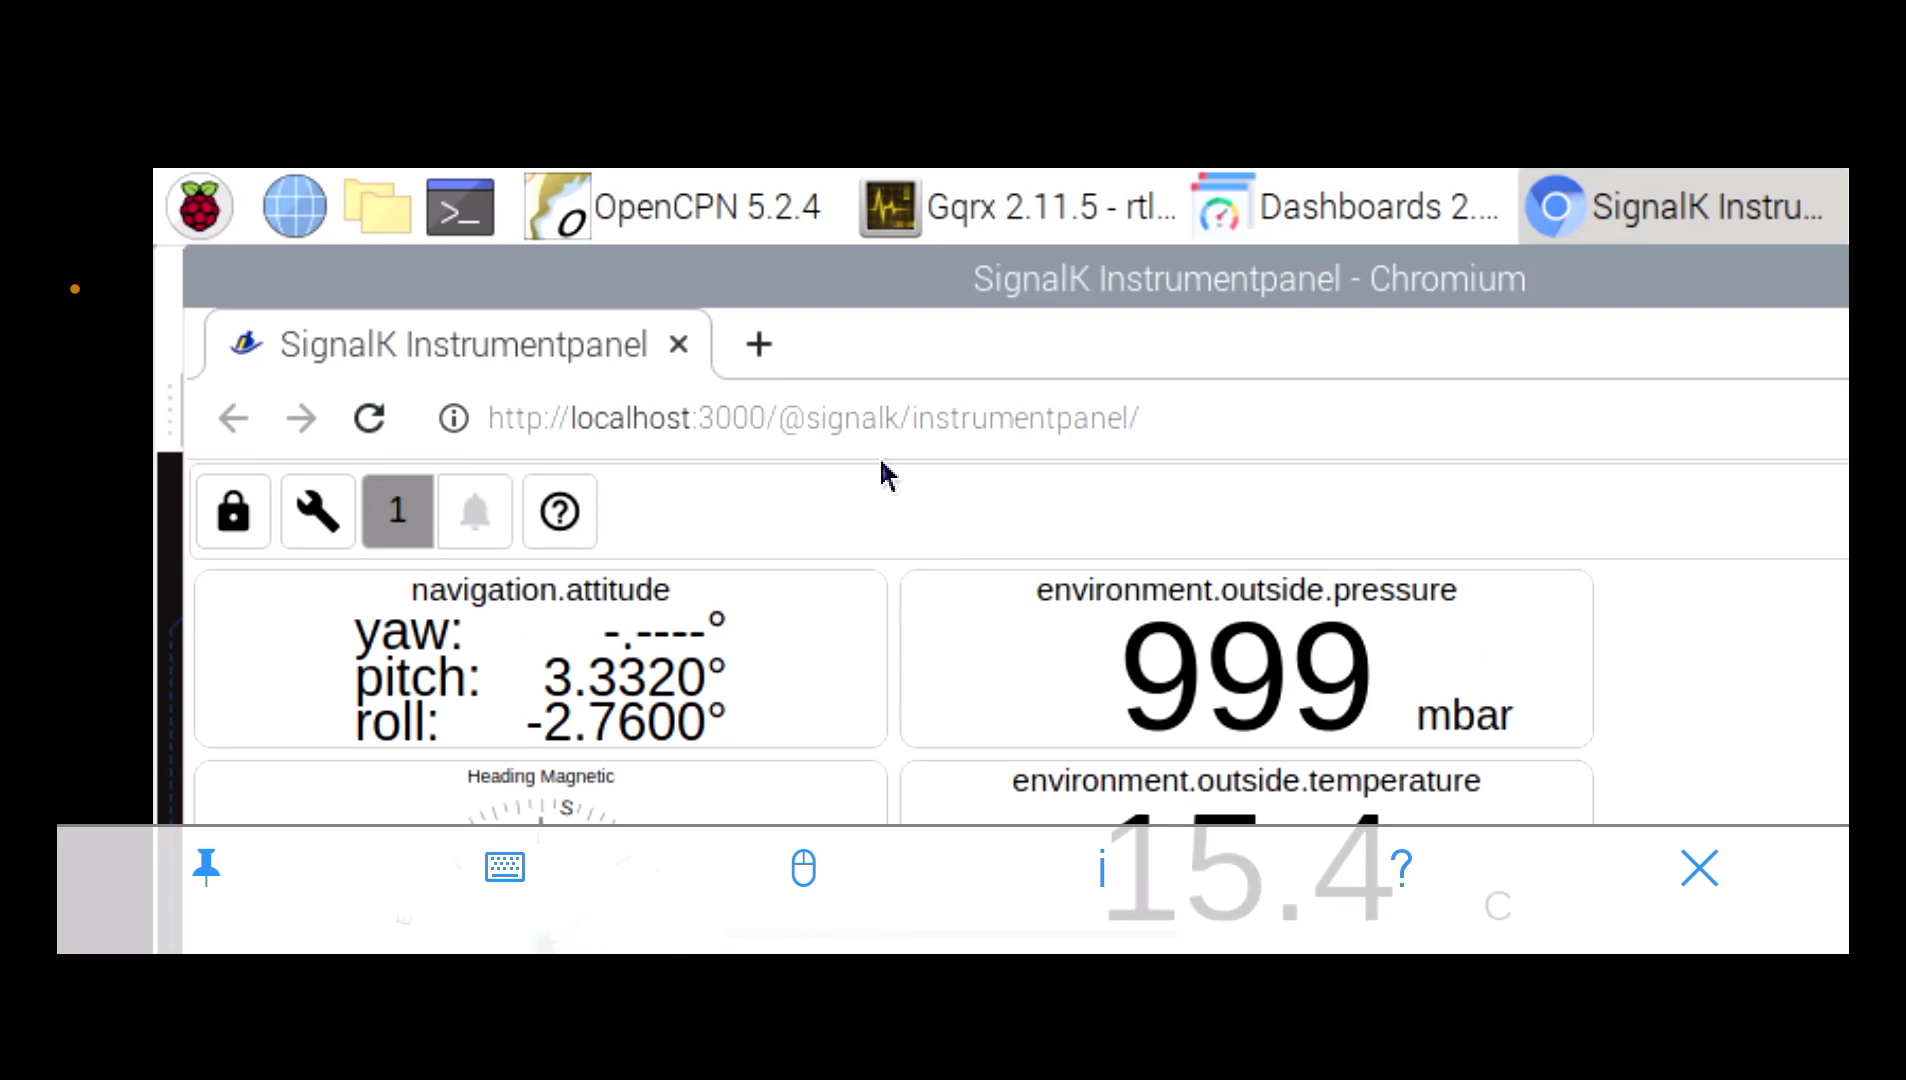 OpenCPN 5.2.4 Gqrx 2.11.5 - rtl... Dashboards 2.... SignalK Instru...
SignalK Instrumentpanel - Chromium
SignalK Instrumentpanel
http://localhost:3000/@signalk/instrumentpanel/
1
navigation.attitude
yaw: -.----°
pitch: 3.3320°
roll: -2.7600°
environment.outside.pressure
999 mbar
Heading Magnetic
S
environment.outside.temperature
15.4 C
E